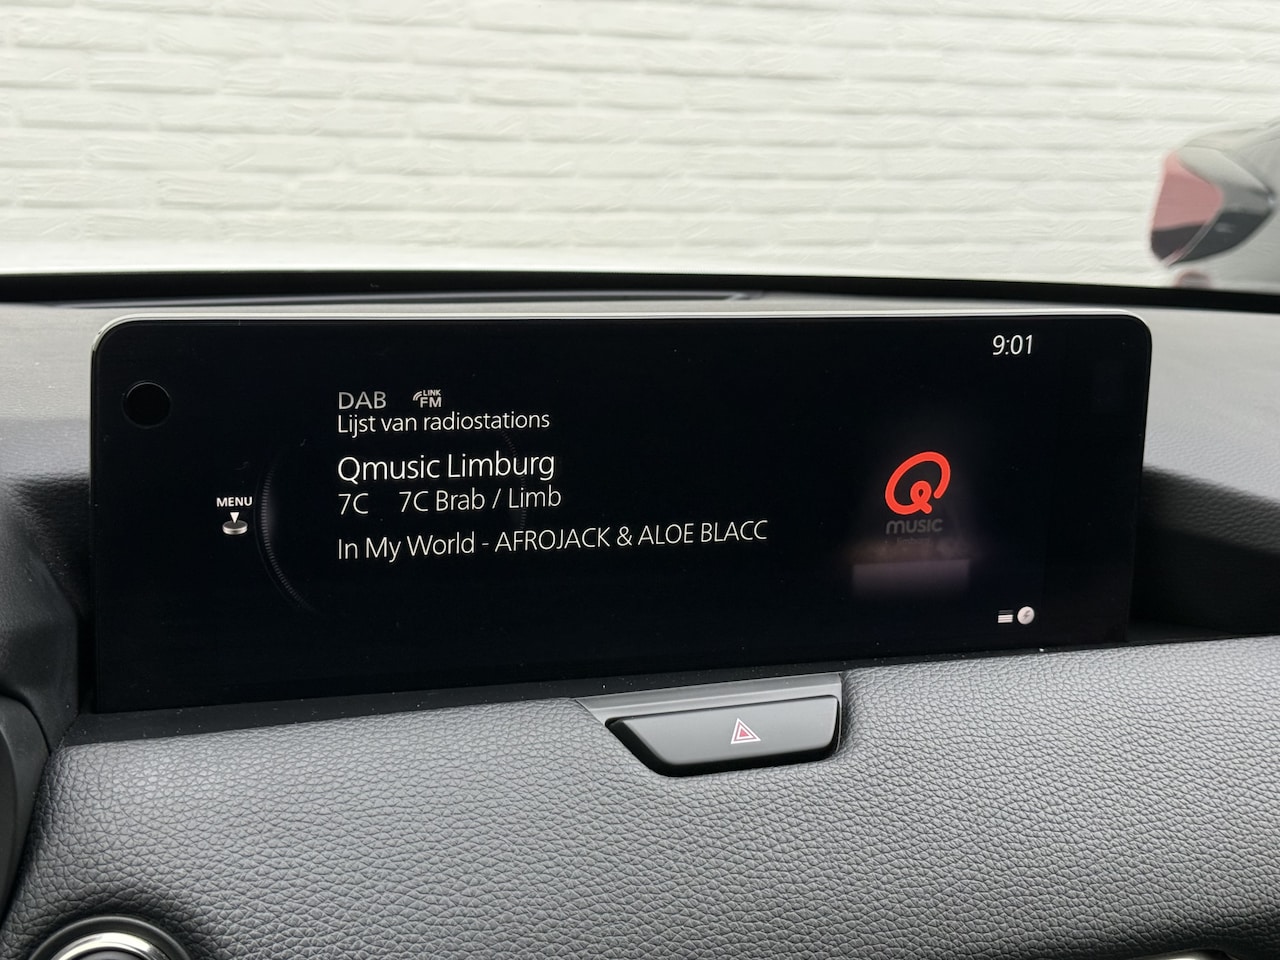 9:01
DAB LINK FM
Lijst van radiostations
Qmusic Limburg
7C 7C Brab / Limb
In My World - AFROJACK & ALOE BLACC
MENU
MUSIC